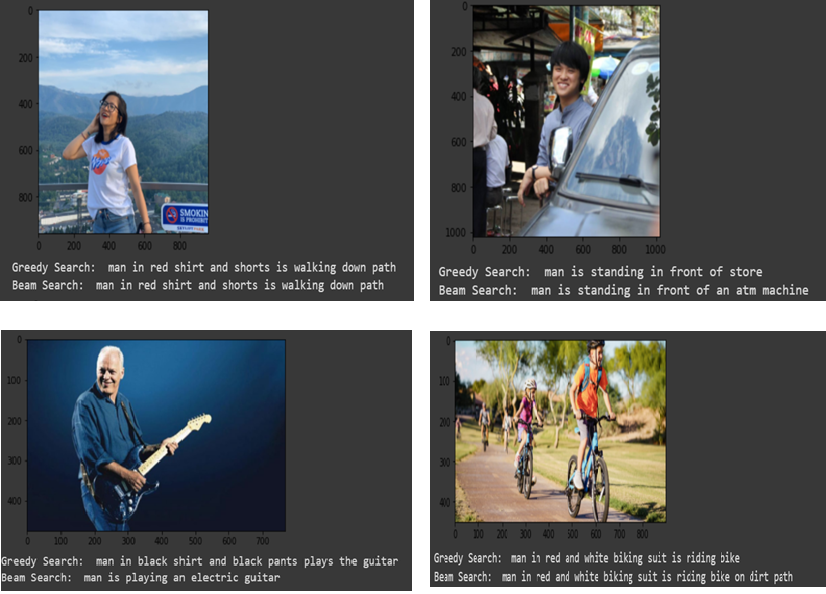 0
200
400
600
800
0 200 400 600 800
SMOKIN
IS PROHIBIT
Greedy Search: man in red shirt and shorts is walking down path
Beam Search: man in red shirt and shorts is walking down path
0
200
400
600
800
1000
0 200 400 600 800 1000
Greedy Search: man is standing in front of store
Beam Search: man is standing in front of an atm machine
0
100
200
300
400
0 100 200 300 400 500 600 700
Greedy Search: man in black shirt and black pants plays the guitar
Beam Search: man is playing an electric guitar
0
100
200
300
400
0 100 200 300 400 500 600 700 800
Greedy Search: man in red and white biking suit is riding bike
Beam Search: man in red and white biking suit is riding bike on dirt path